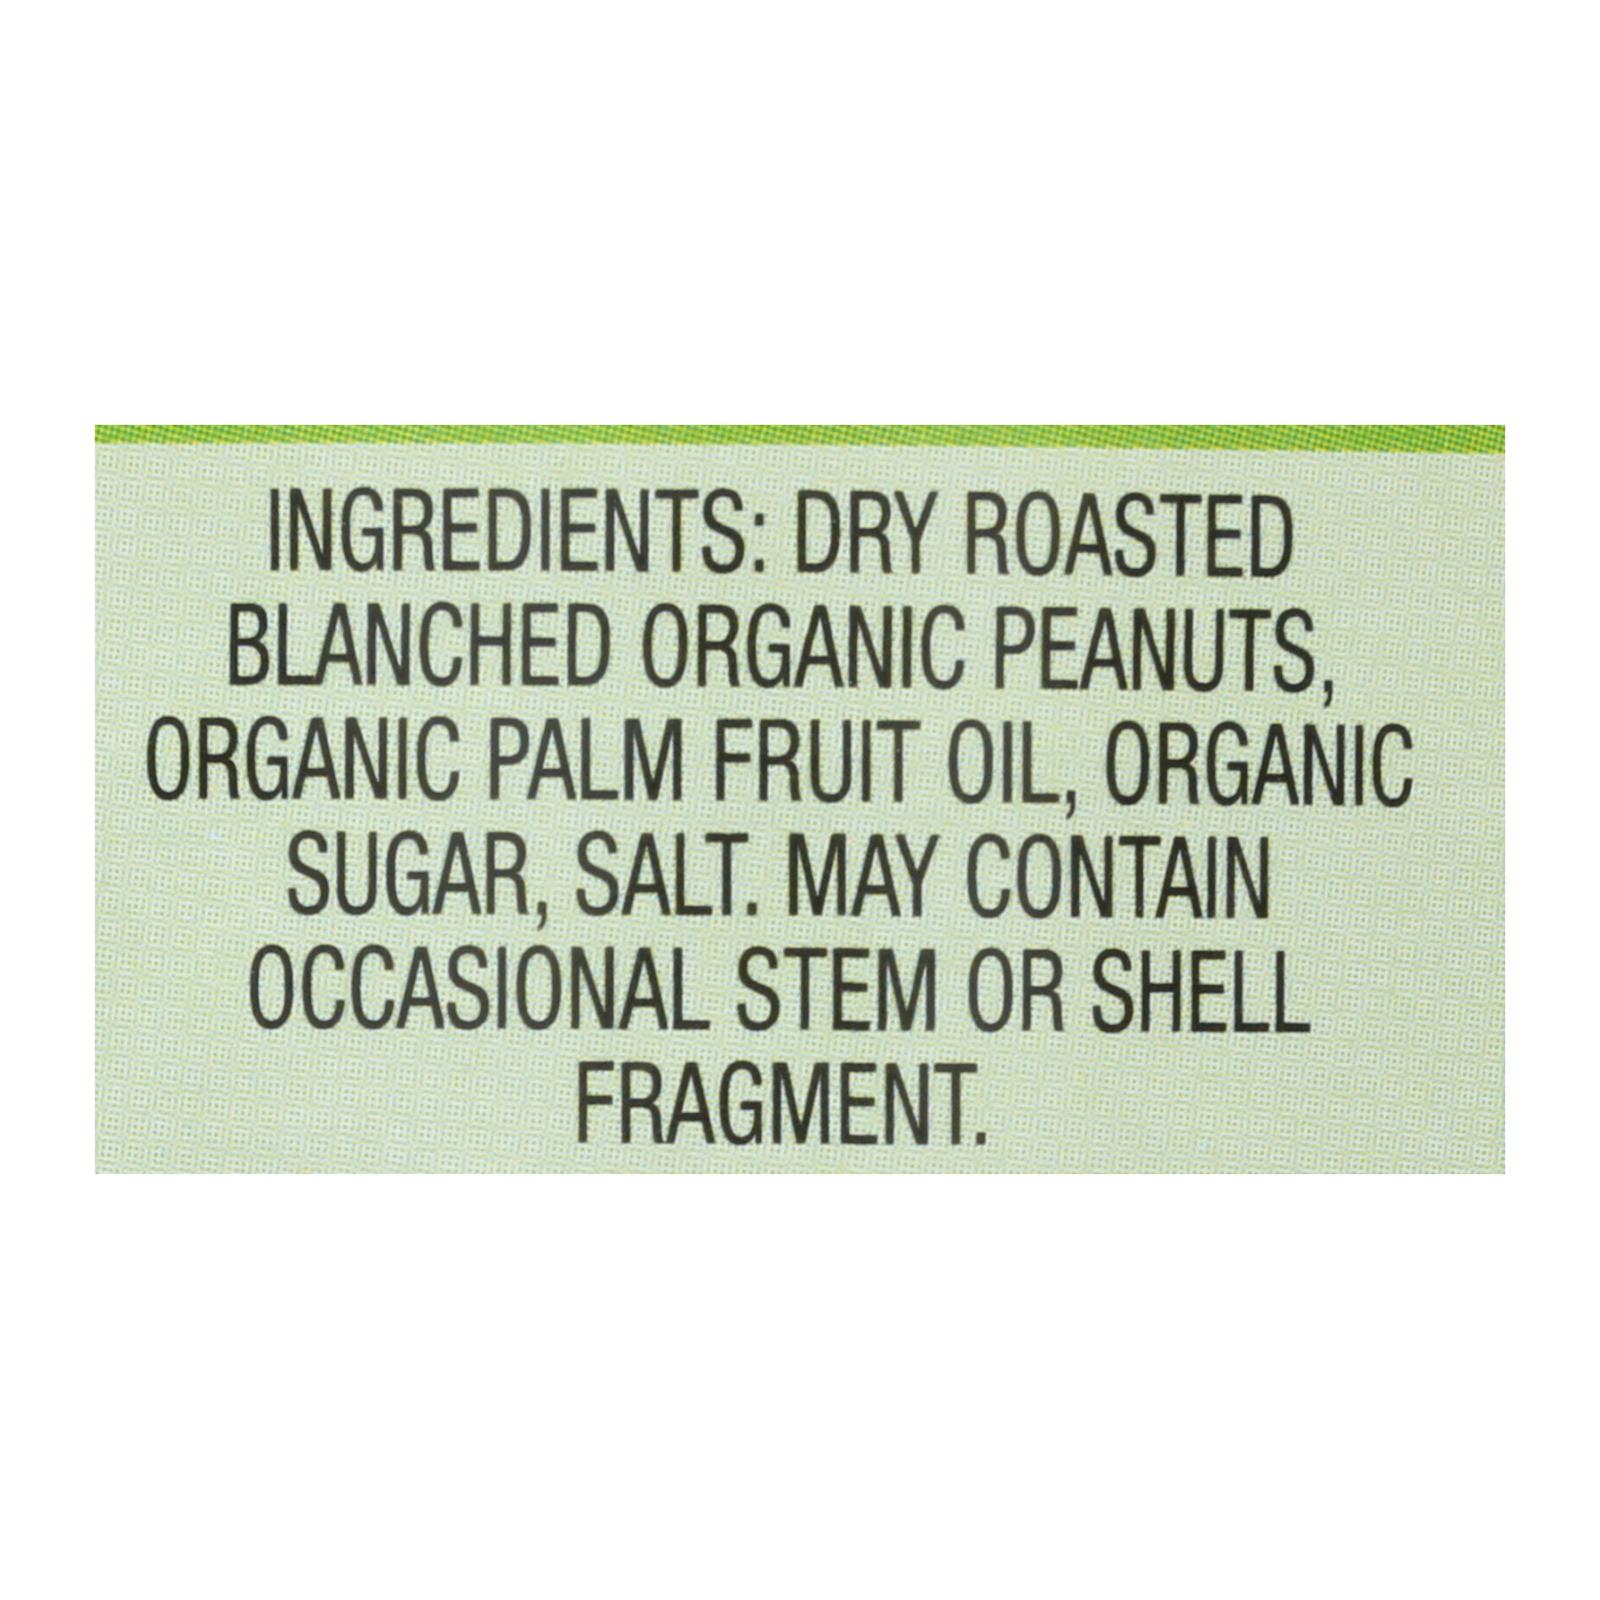 INGREDIENTS: DRY ROASTED
BLANCHED ORGANIC PEANUTS,
ORGANIC PALM FRUIT OIL, ORGANIC
SUGAR, SALT. MAY CONTAIN
OCCASIONAL STEM OR SHELL
FRAGMENT.